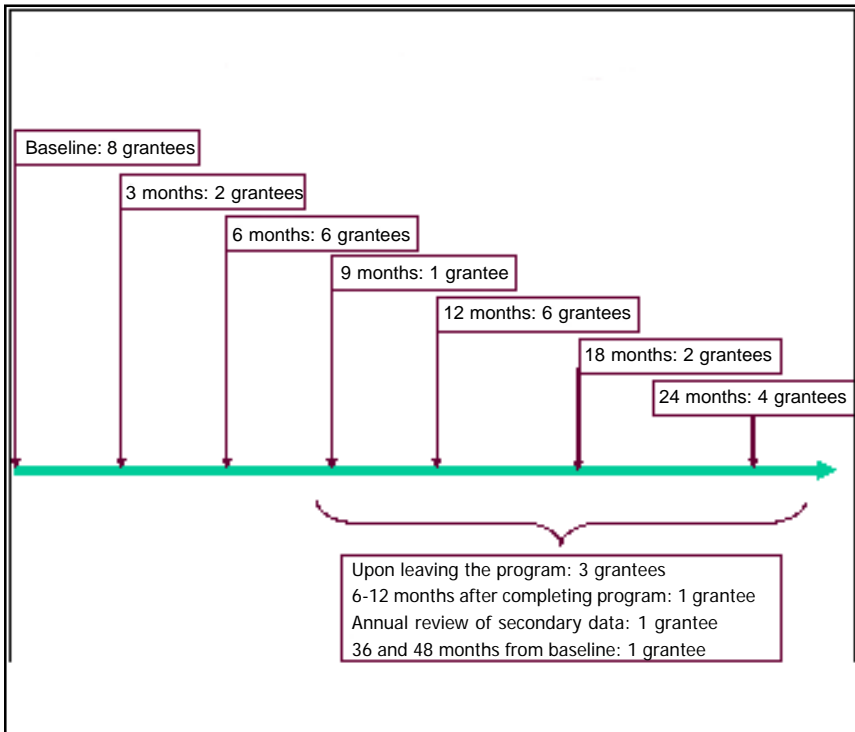 Baseline: 8 grantees
3 months: 2 grantees
6 months: 6 grantees
9 months: 1 grantee
12 months: 6 grantees
18 months: 2 grantees
24 months: 4 grantees
Upon leaving the program: 3 grantees
6-12 months after completing program: 1 grantee
Annual review of secondary data: 1 grantee
36 and 48 months from baseline: 1 grantee